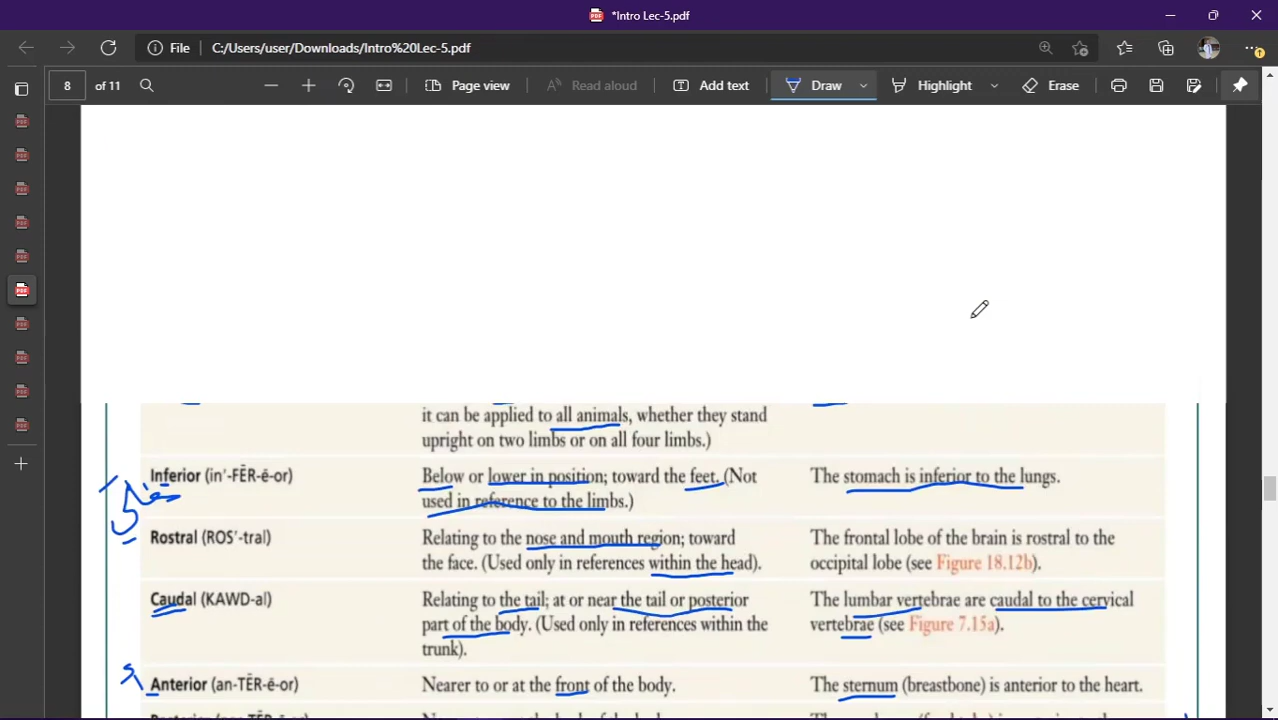 *Intro Lec-5.pdf
File
C:/Users/user/Downloads/Intro%20Lec-5.pdf
8 of 11
Page view
Read aloud
Add text
Draw
Highlight
Erase
it can be applied to all animals, whether they stand
upright on two limbs or on all four limbs.)
Inferior (in′-FĒR-ē-or)
Below or lower in position; toward the feet. (Not
used in reference to the limbs.)
The stomach is inferior to the lungs.
Rostral (ROS′-tral)
Relating to the nose and mouth region; toward
the face. (Used only in references within the head).
The frontal lobe of the brain is rostral to the
occipital lobe (see Figure 18.12b).
Caudal (KAWD-al)
Relating to the tail; at or near the tail or posterior
part of the body. (Used only in references within the
trunk).
The lumbar vertebrae are caudal to the cervical
vertebrae (see Figure 7.15a).
Anterior (an-TĒR-ē-or)
Nearer to or at the front of the body.
The sternum (breastbone) is anterior to the heart.